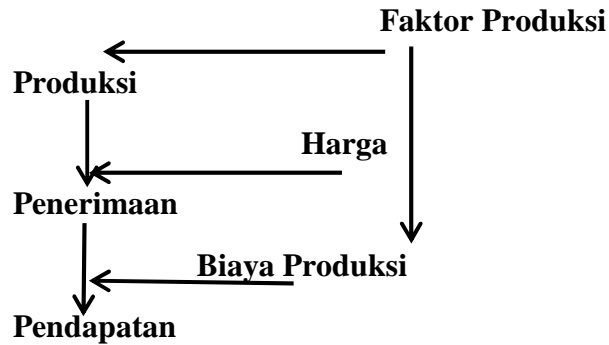 Faktor Produksi
Produksi
Harga
Penerimaan
Biaya Produksi
Pendapatan